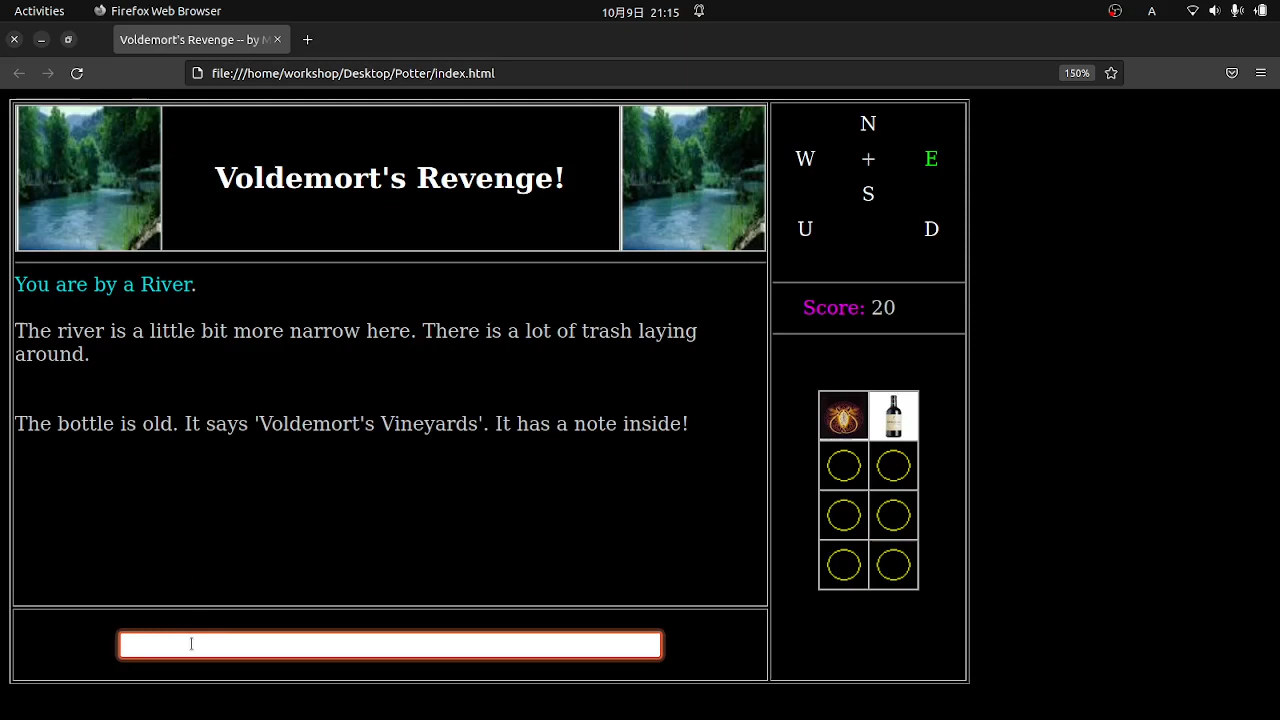 Activities
Firefox Web Browser
10月9日 21:15
A
Voldemort's Revenge -- by M
file:///home/workshop/Desktop/Potter/index.html
150%
Voldemort's Revenge!
N
W + E
S
U D
Score: 20
You are by a River.
The river is a little bit more narrow here. There is a lot of trash laying
around.
The bottle is old. It says 'Voldemort's Vineyards'. It has a note inside!